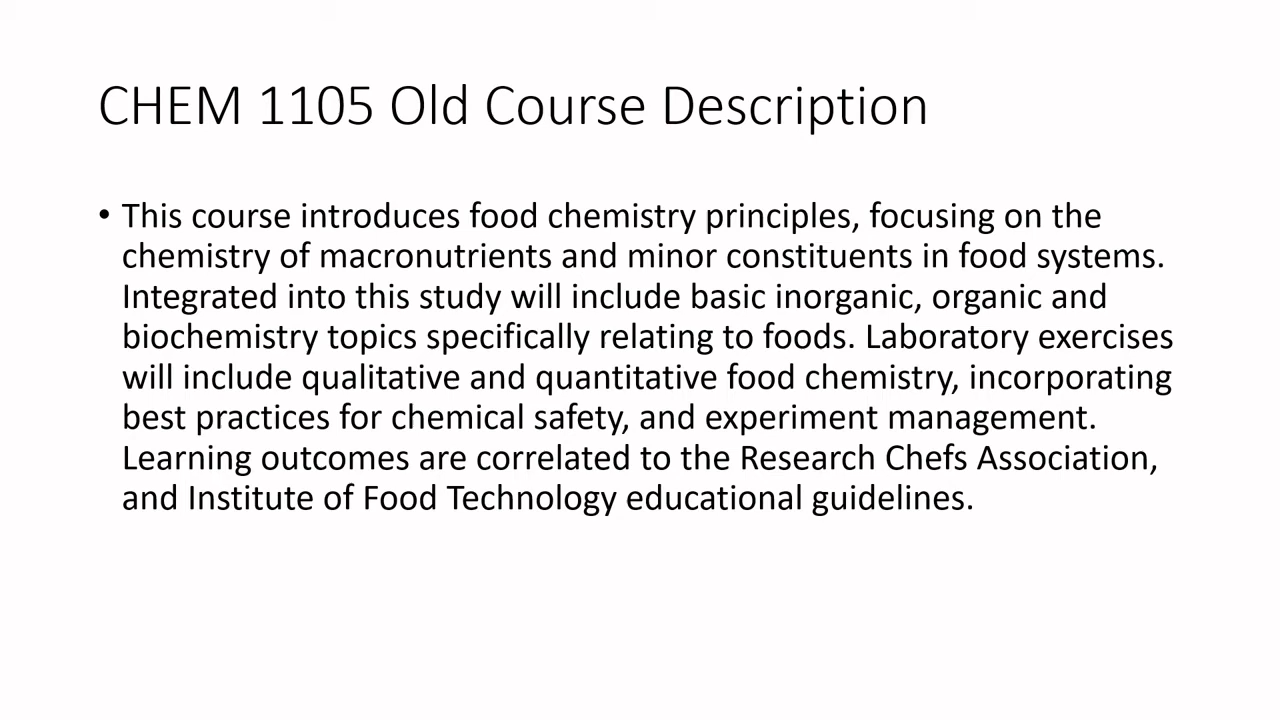 CHEM 1105 Old Course Description
• This course introduces food chemistry principles, focusing on the
chemistry of macronutrients and minor constituents in food systems.
Integrated into this study will include basic inorganic, organic and
biochemistry topics specifically relating to foods. Laboratory exercises
will include qualitative and quantitative food chemistry, incorporating
best practices for chemical safety, and experiment management.
Learning outcomes are correlated to the Research Chefs Association,
and Institute of Food Technology educational guidelines.